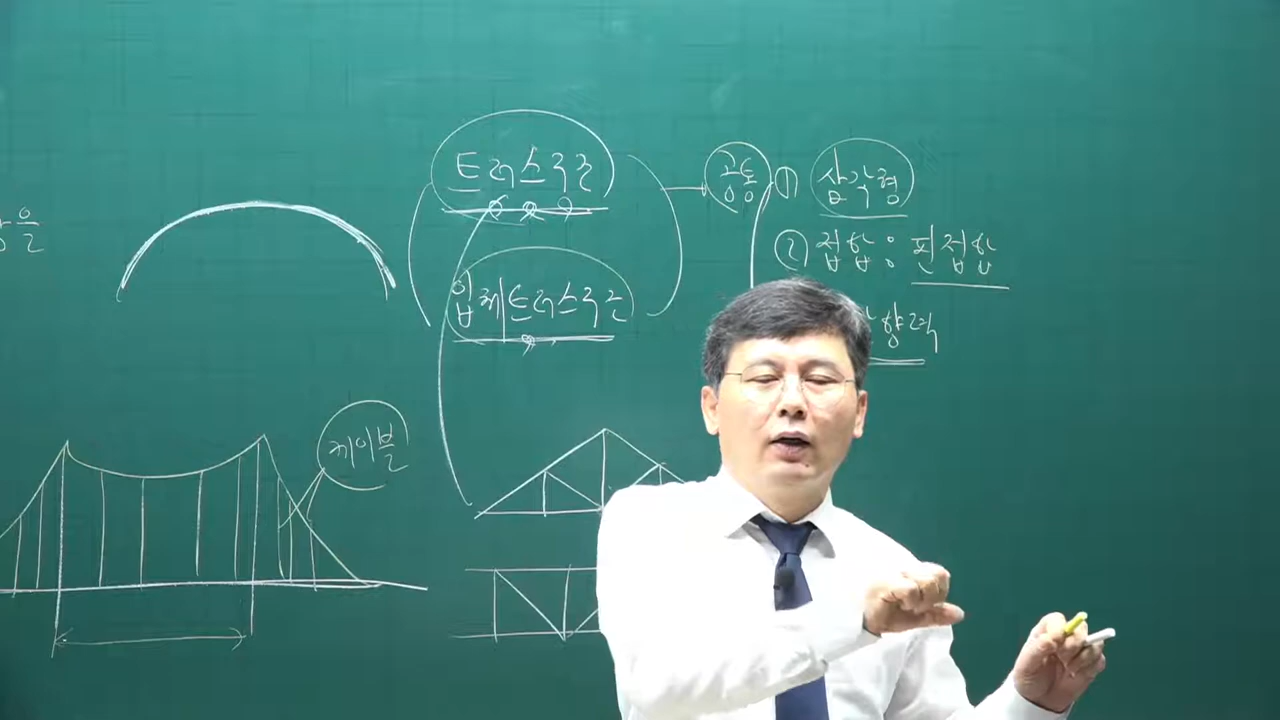 트러스구조
입체트러스구조
공통
① 삼각형
② 접합 : 핀접합
향력
케이블